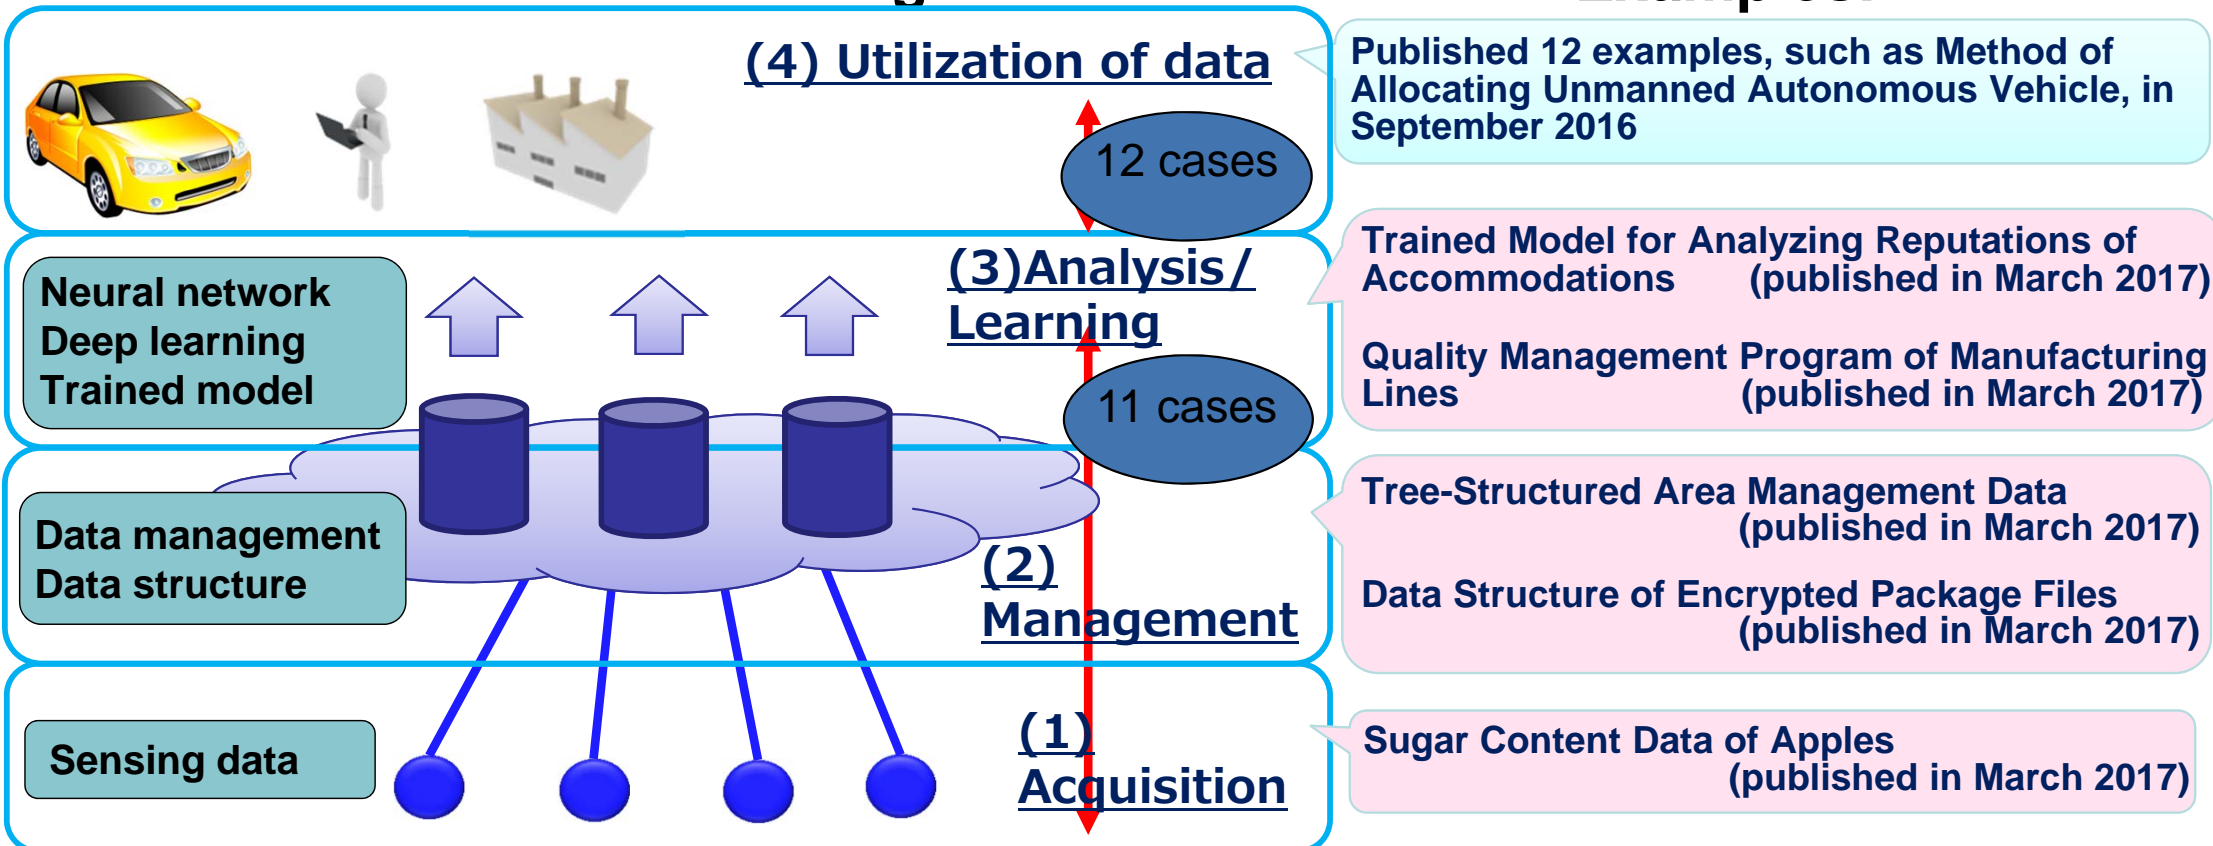 (4) Utilization of data
12 cases
Published 12 examples, such as Method of
Allocating Unmanned Autonomous Vehicle, in
September 2016
Neural network
Deep learning
Trained model
(3)Analysis/
Learning
11 cases
Trained Model for Analyzing Reputations of
Accommodations (published in March 2017)
Quality Management Program of Manufacturing
Lines (published in March 2017)
Data management
Data structure
(2)
Management
Tree-Structured Area Management Data
(published in March 2017)
Data Structure of Encrypted Package Files
(published in March 2017)
Sensing data
(1)
Acquisition
Sugar Content Data of Apples
(published in March 2017)